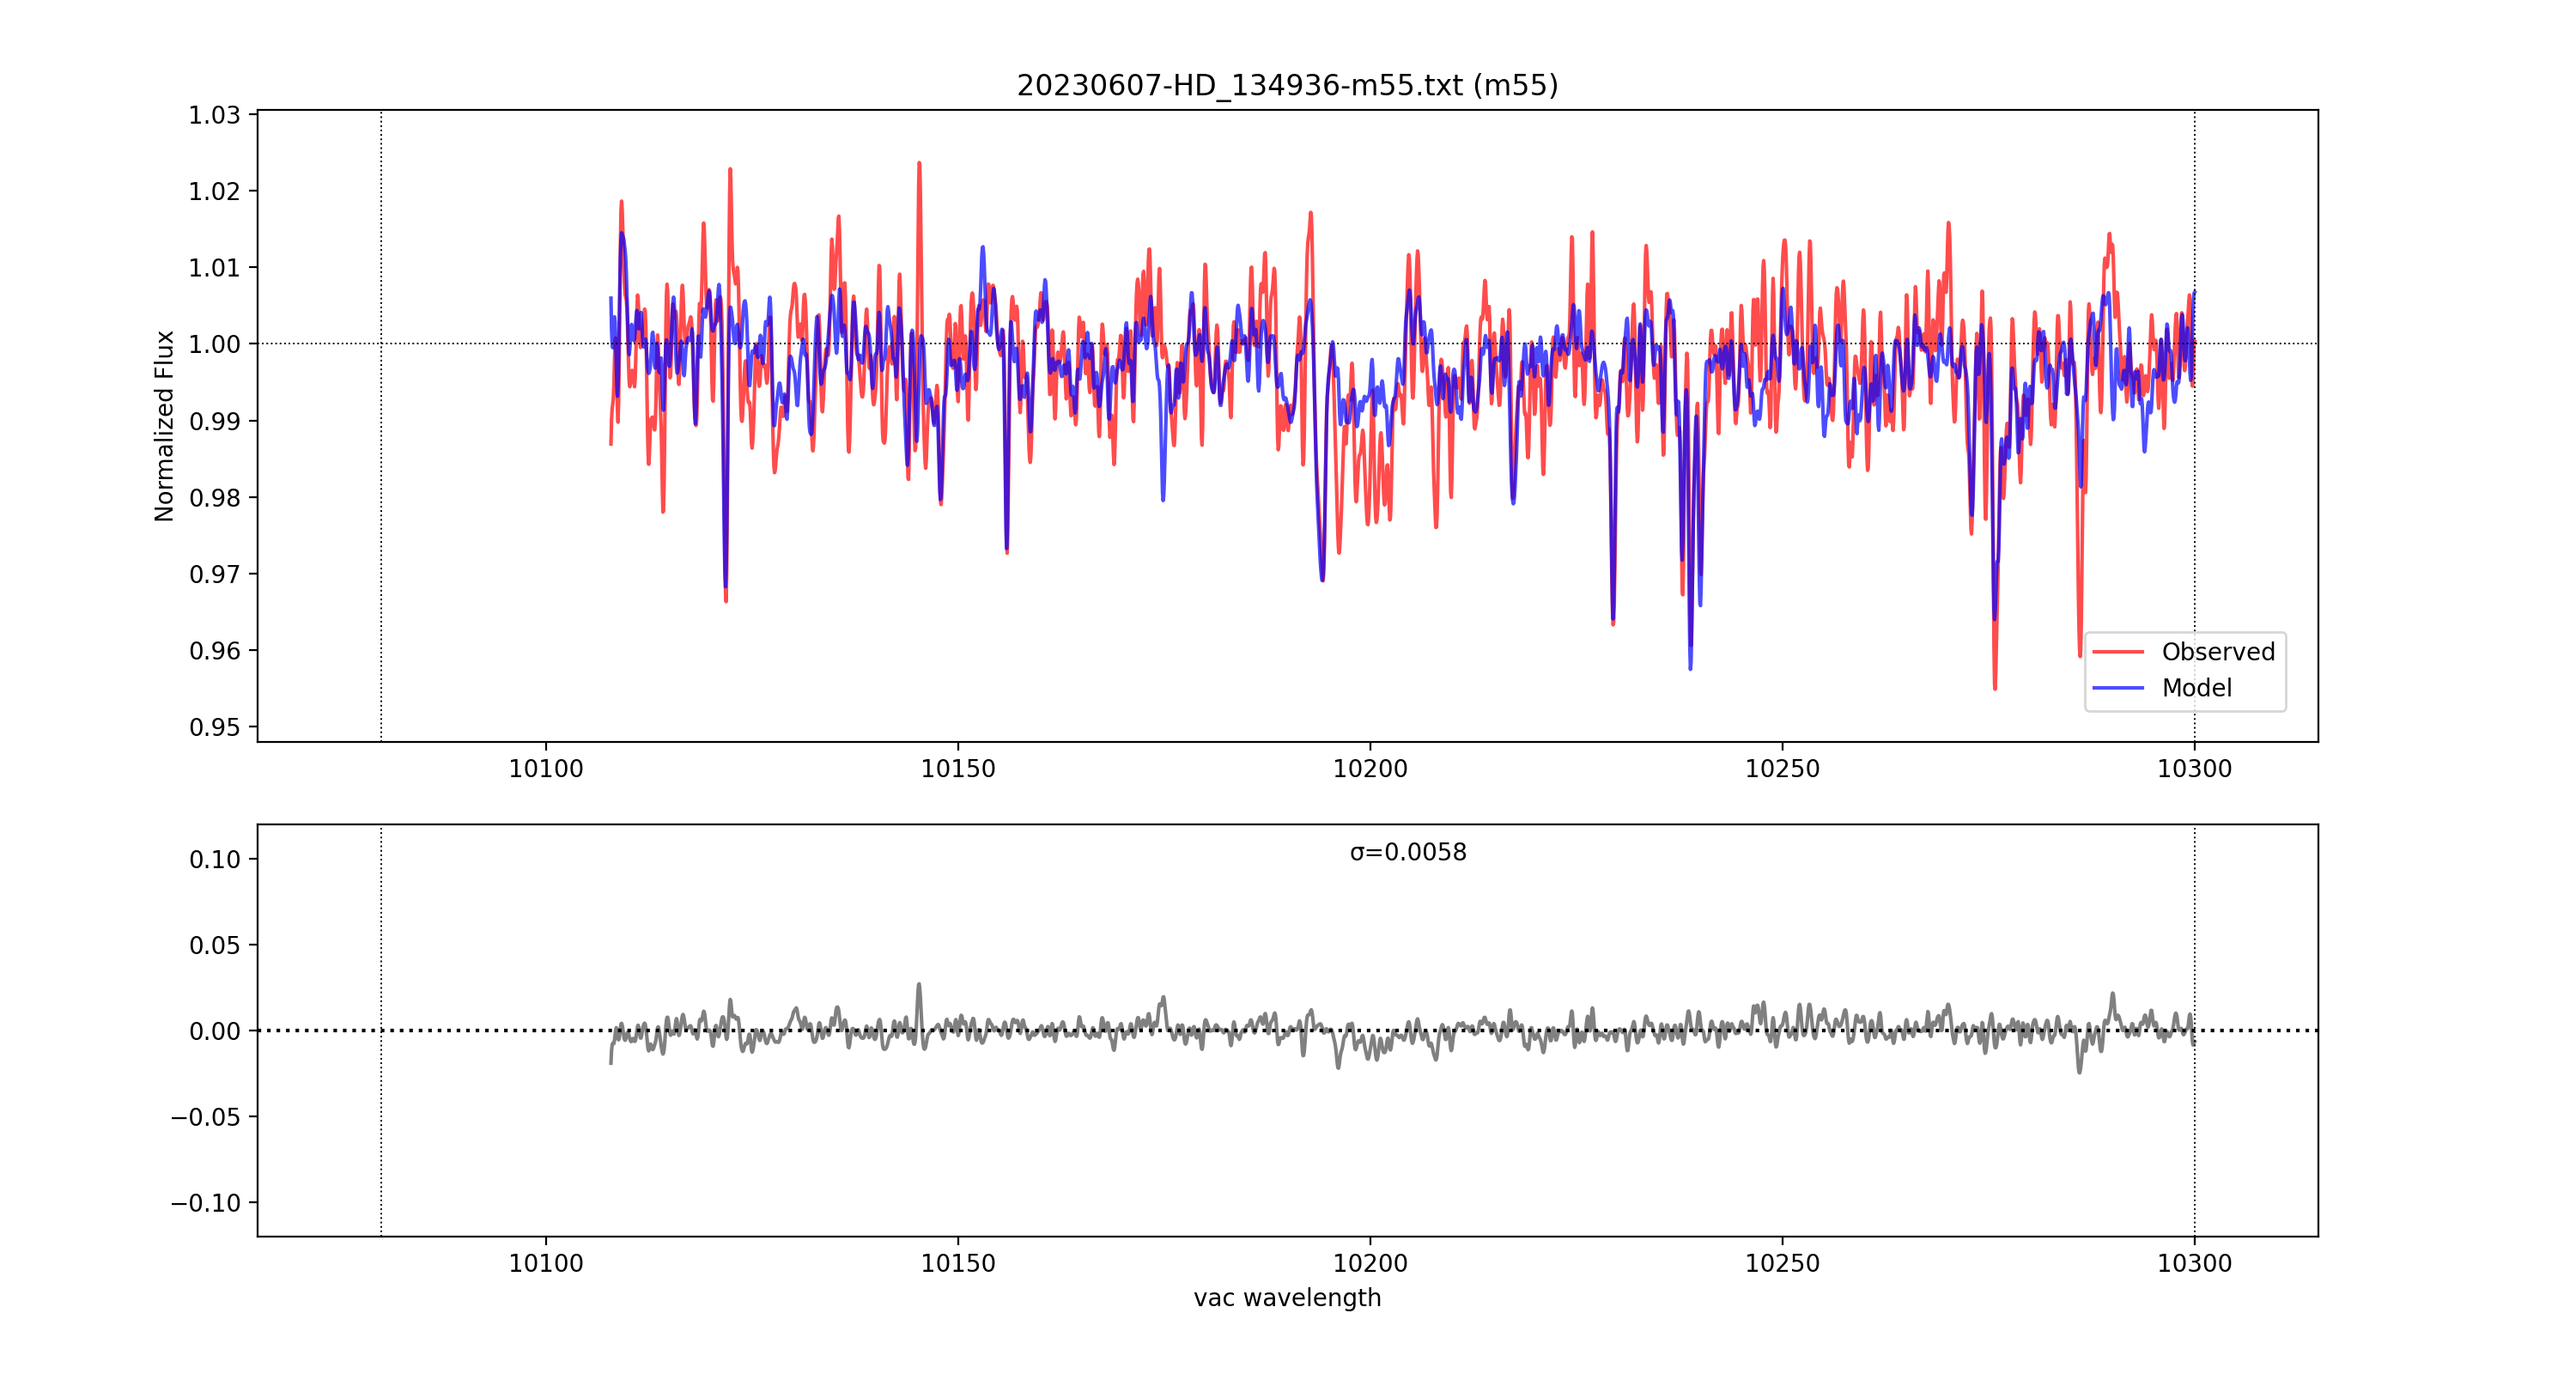 20230607-HD_134936-m55.txt (m55)
Normalized Flux
1.03
1.02
1.01
1.00
0.99
0.98
0.97
0.96
0.95
Observed
Model
10100 10150 10200 10250 10300
σ=0.0058
0.10
0.05
0.00
−0.05
−0.10
10100 10150 10200 10250 10300
vac wavelength